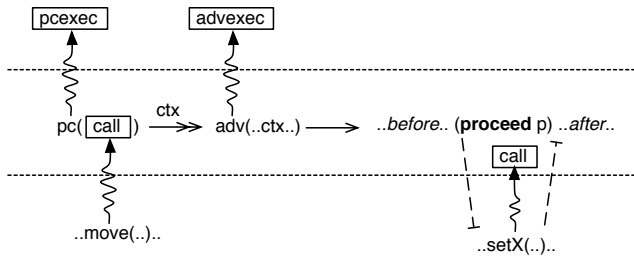 pcexec advexec
ctx
pc( call ) adv(..ctx..) ..before.. (proceed p) ..after..
call
..move(..).. ..setX(..)..